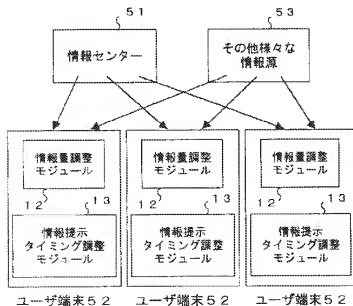 51
53
情報センター
その他様々な
情報源
情報量調整
モジュール
情報量調整
モジュール
情報量調整
モジュール
12
13
12
13
12
13
情報提示
タイミング調整
モジュール
情報提示
タイミング調整
モジュール
情報提示
タイミング調整
モジュール
ユーザ端末52
ユーザ端末52
ユーザ端末52